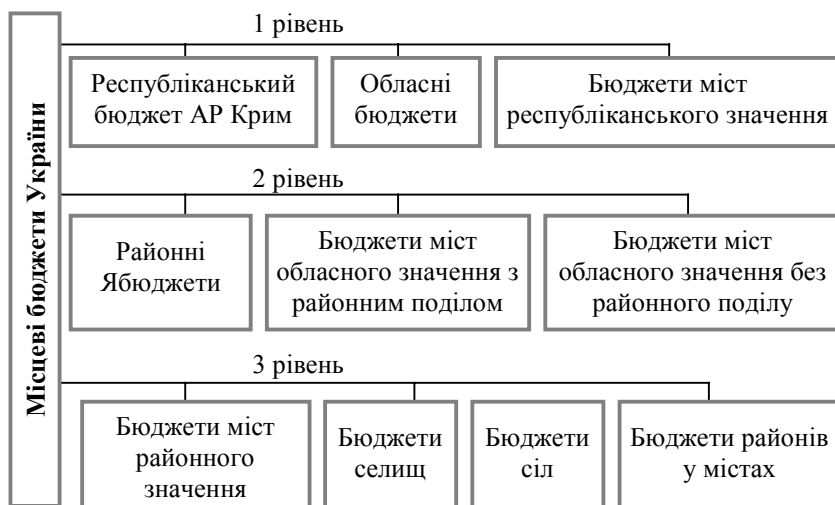 Місцеві бюджети України
1 рівень
Республіканський
бюджет АР Крим
Обласні
бюджети
Бюджети міст
республіканського значення
2 рівень
Районні
Ябюджети
Бюджети міст
обласного значення з
районним поділом
Бюджети міст
обласного значення без
районного поділу
3 рівень
Бюджети міст
районного
значення
Бюджети
селищ
Бюджети
сіл
Бюджети районів
у містах